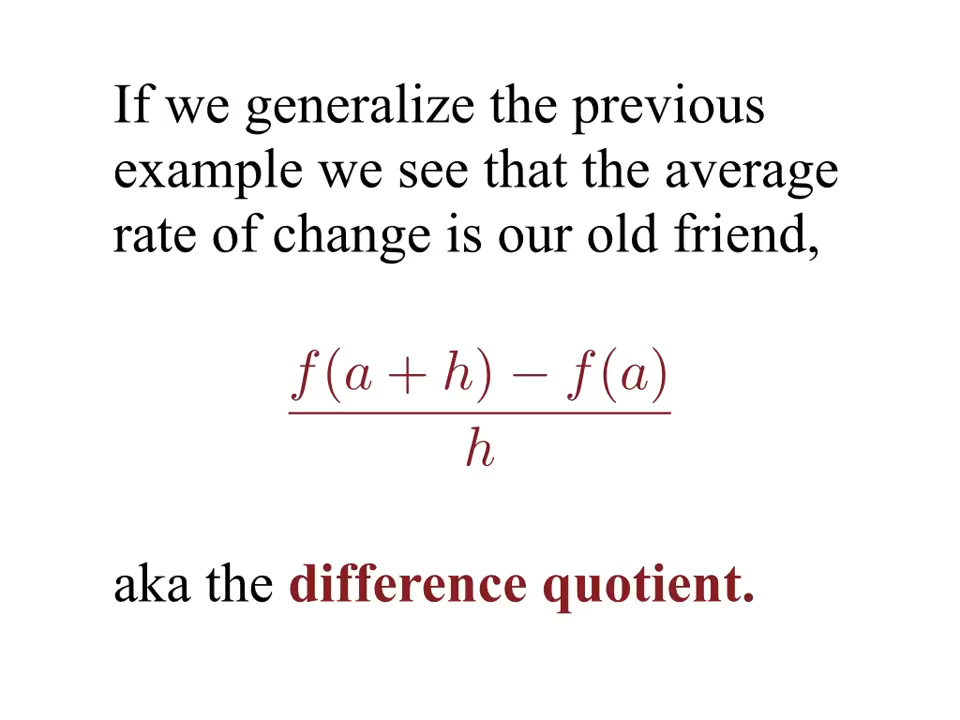 If we generalize the previous
example we see that the average
rate of change is our old friend,
f(a + h) − f(a)
h
aka the difference quotient.